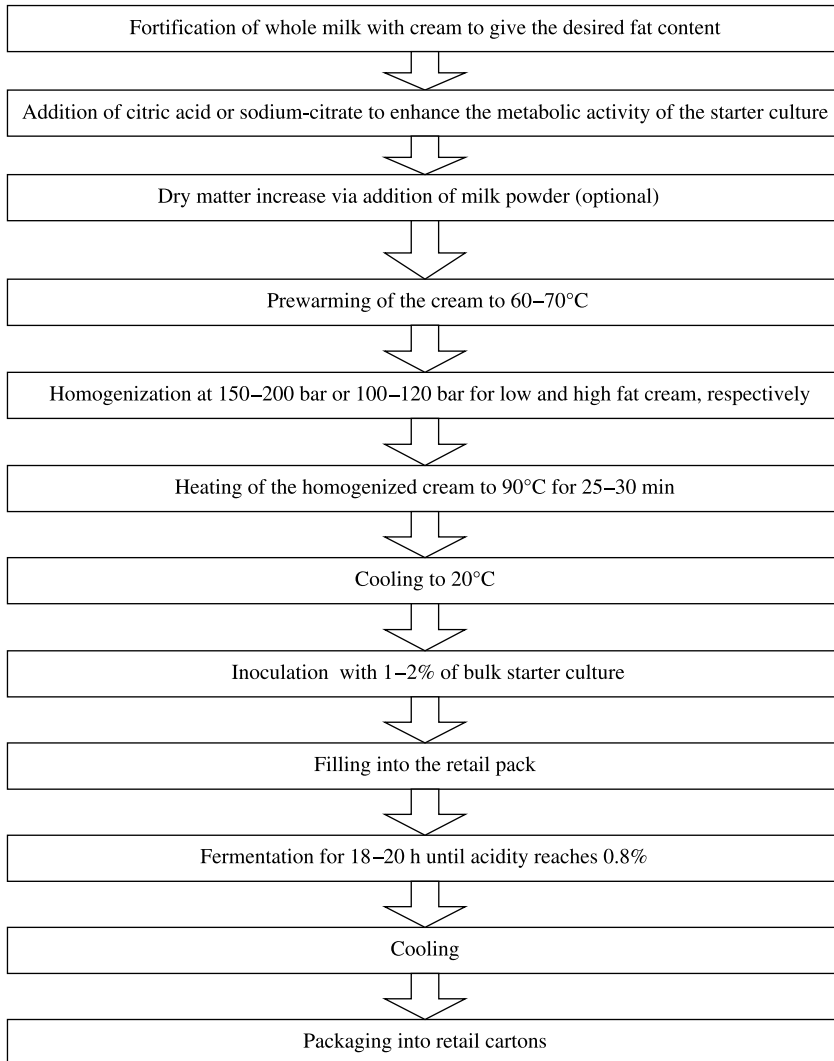 Fortification of whole milk with cream to give the desired fat content
Addition of citric acid or sodium-citrate to enhance the metabolic activity of the starter culture
Dry matter increase via addition of milk powder (optional)
Prewarming of the cream to 60–70°C
Homogenization at 150–200 bar or 100–120 bar for low and high fat cream, respectively
Heating of the homogenized cream to 90°C for 25–30 min
Cooling to 20°C
Inoculation with 1–2% of bulk starter culture
Filling into the retail pack
Fermentation for 18–20 h until acidity reaches 0.8%
Cooling
Packaging into retail cartons